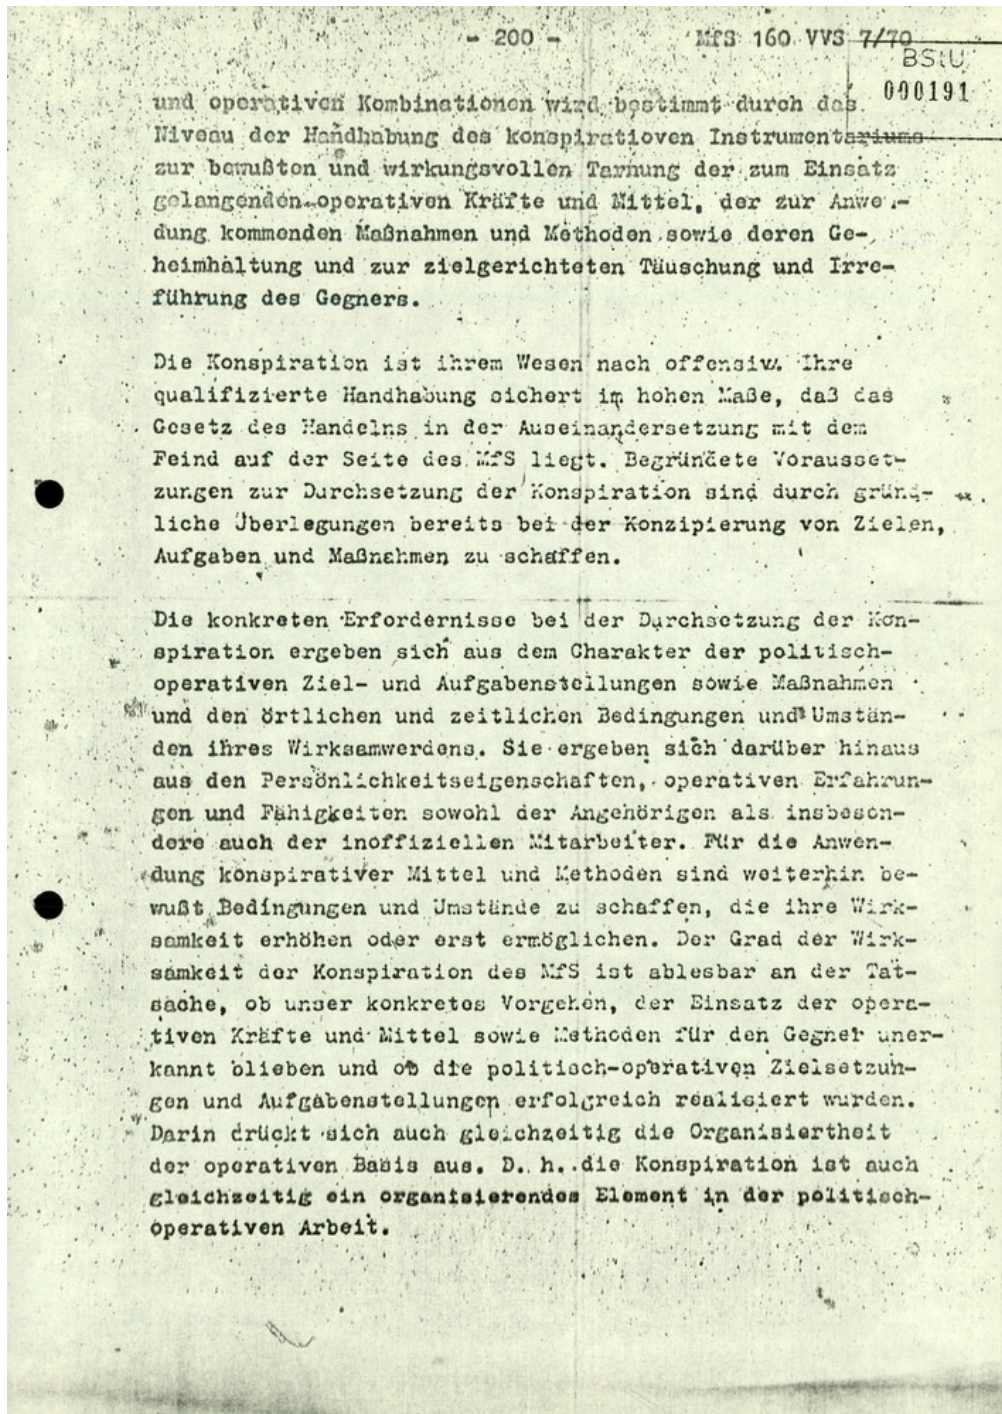 - 200 -
MfS 160 VVS 7/70
BStU
000191
und operativen Kombinationen wird bestimmt durch das
Niveau der Handhabung des konspiratioven Instrumentariums
zur bewußten und wirkungsvollen Tarnung der zum Einsatz
gelangenden operativen Kräfte und Mittel, der zur Anwen-
dung kommenden Maßnahmen und Methoden sowie deren Ge-
heimhaltung und zur zielgerichteten Täuschung und Irre-
führung des Gegners.
Die Konspiration ist ihrem Wesen nach offensiv. Ihre
qualifizierte Handhabung sichert in hohen Maße, daß das
Gesetz des Handelns in der Auseinandersetzung mit dem
Feind auf der Seite des MfS liegt. Begründete Vorausset-
zungen zur Durchsetzung der Konspiration sind durch gründ-
liche Überlegungen bereits bei der Konzipierung von Zielen,
Aufgaben und Maßnahmen zu schaffen.
Die konkreten Erfordernisse bei der Durchsetzung der Kon-
spiration ergeben sich aus dem Charakter der politisch-
operativen Ziel- und Aufgabenstellungen sowie Maßnahmen
und den örtlichen und zeitlichen Bedingungen und Umstän-
den ihres Wirksamwerdens. Sie ergeben sich darüber hinaus
aus den Persönlichkeitseigenschaften, operativen Erfahrun-
gen und Fähigkeiten sowohl der Angehörigen als insbeson-
dere auch der inoffiziellen Mitarbeiter. Für die Anwen-
dung konspirativer Mittel und Methoden sind weiterhin be-
wußt Bedingungen und Umstände zu schaffen, die ihre Wirk-
samkeit erhöhen oder erst ermöglichen. Der Grad der Wirk-
samkeit der Konspiration des MfS ist ablesbar an der Tat-
sache, ob unser konkretes Vorgehen, der Einsatz der opera-
tiven Kräfte und Mittel sowie Methoden für den Gegner uner-
kannt blieben und ob die politisch-operativen Zielsetzun-
gen und Aufgabenstellungen erfolgreich realisiert wurden.
Darin drückt sich auch gleichzeitig die Organisiertheit
der operativen Basis aus. D. h. die Konspiration ist auch
gleichzeitig ein organisierendes Element in der politisch-
operativen Arbeit.